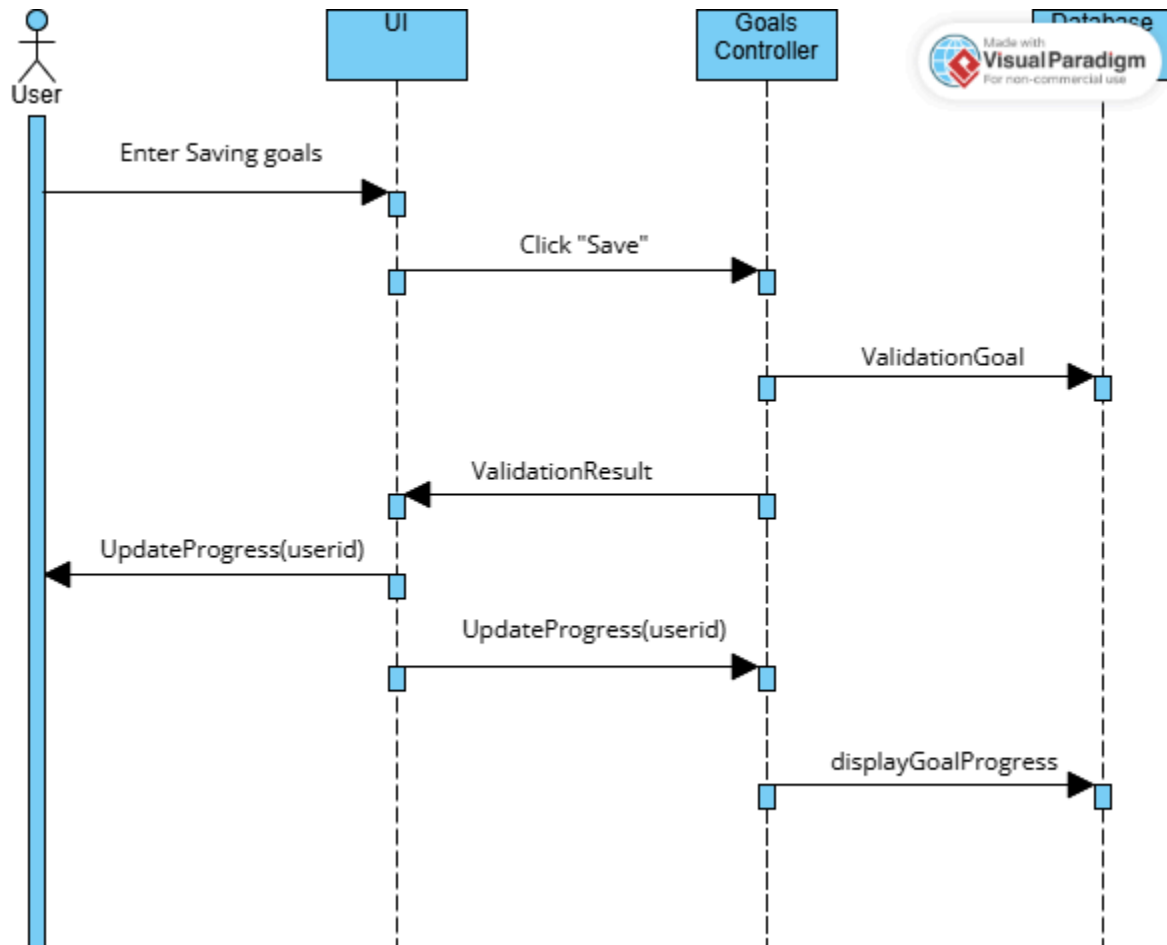 UI
Goals
Controller
Database
Made with
Visual Paradigm
For non-commercial use
User
Enter Saving goals
Click "Save"
ValidationGoal
ValidationResult
UpdateProgress(userid)
UpdateProgress(userid)
displayGoalProgress